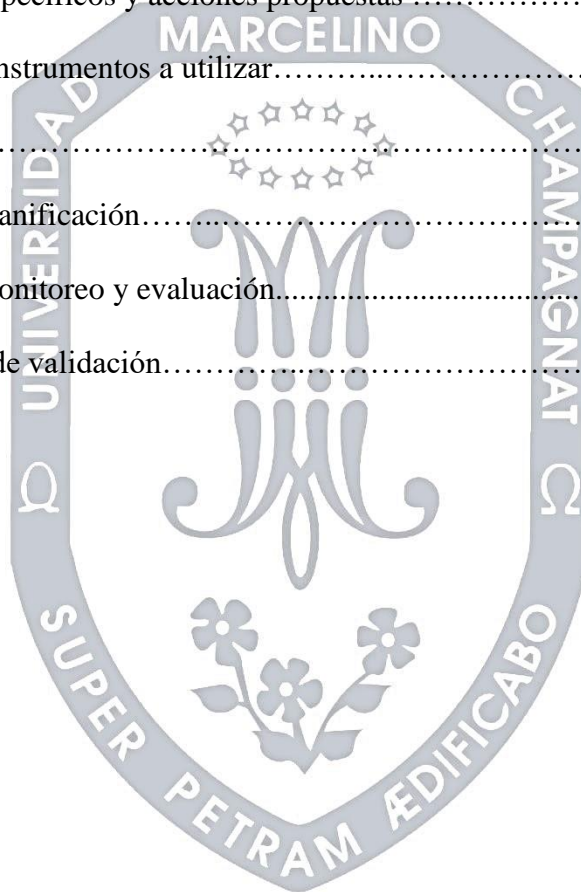 pecíficos y acciones propuestas ………………
nstrumentos a utilizar………..…………………
…………………………………………………
anificación……..………………………………
onitoreo y evaluación..........................................
de validación……………..……………………
UNIVERSIDAD
MARCELINO
CHAMPAGNAT
Ω
Ω
SUPER PETRAM ÆDIFICABO